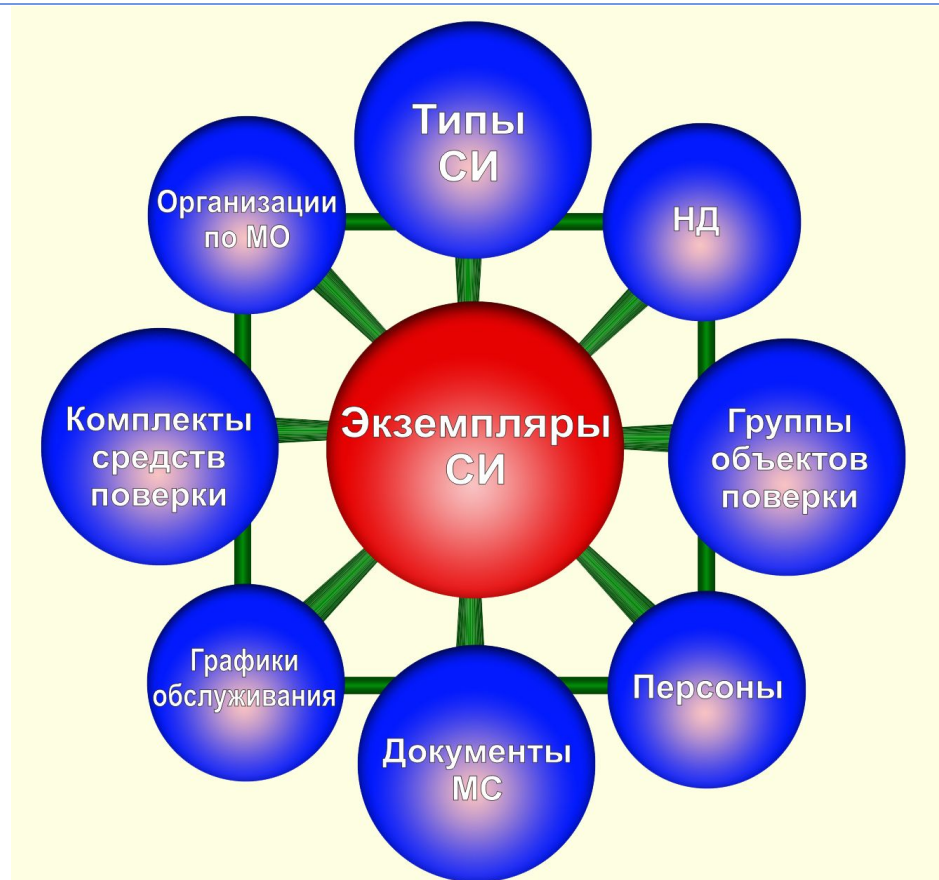 Типы
СИ
Организации
по МО
НД
Комплекты
средств
поверки
Экземпляры
СИ
Группы
объектов
поверки
Графики
обслуживания
Персоны
Документы
МС